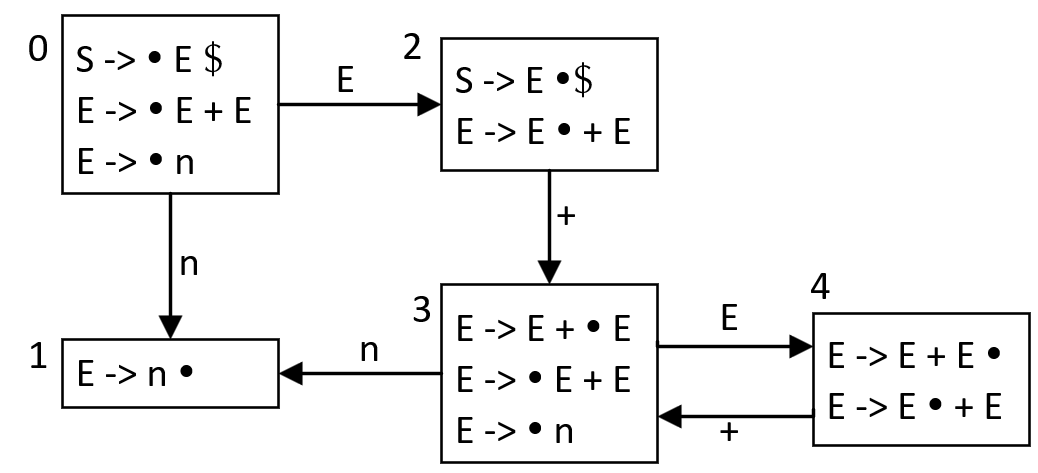 0
S -> • E $
E -> • E + E
E -> • n
E
2
S -> E •$
E -> E • + E
n
+
1
E -> n •
n
3
E -> E + • E
E -> • E + E
E -> • n
E
+
4
E -> E + E •
E -> E • + E